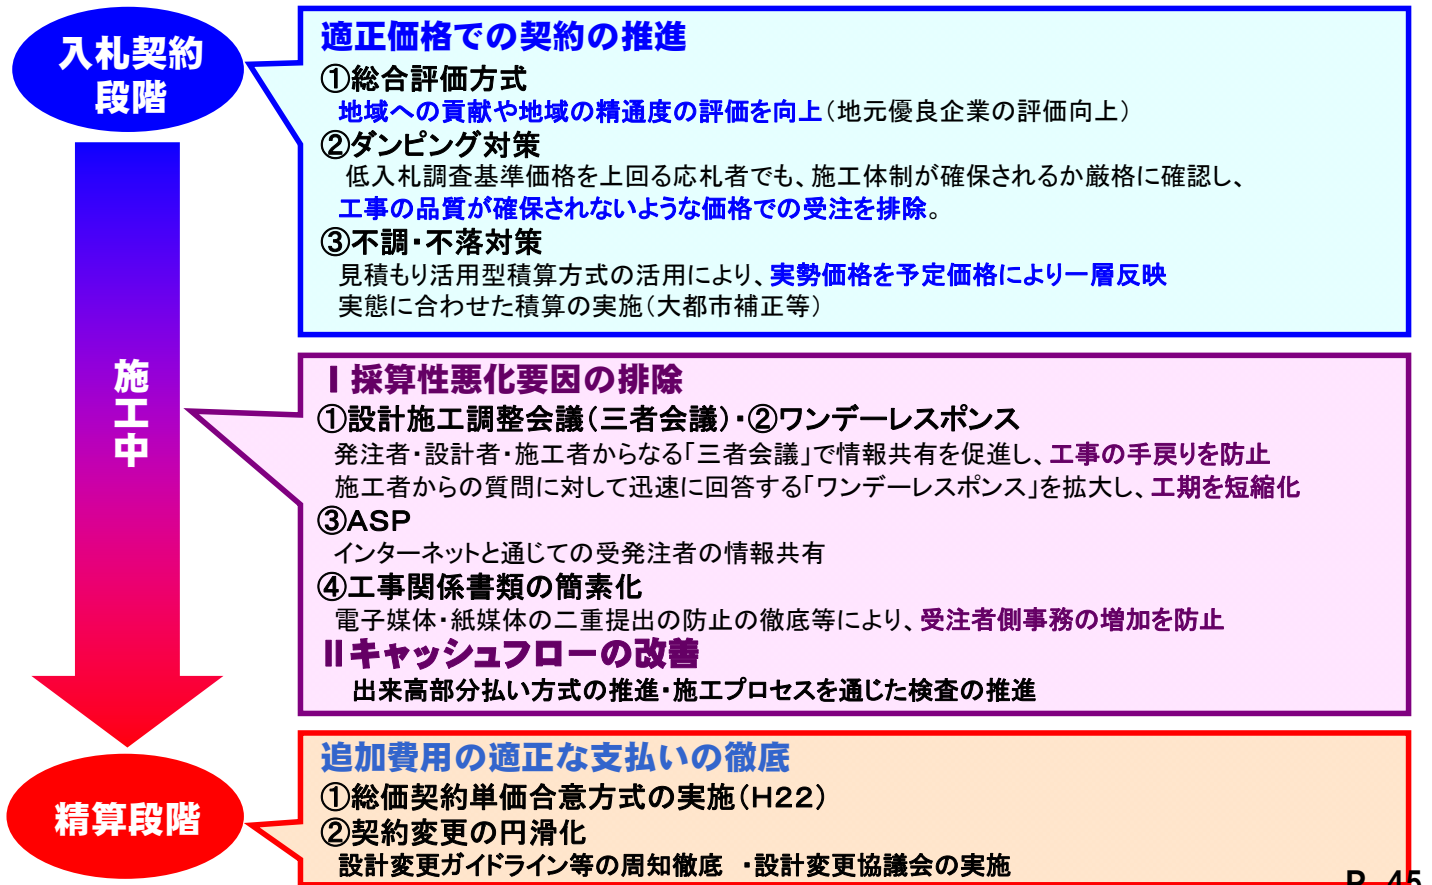 入札契約
段階
適正価格での契約の推進
①総合評価方式
地域への貢献や地域の精通度の評価を向上（地元優良企業の評価向上）
②ダンピング対策
低入札調査基準価格を上回る応札者でも、施工体制が確保されるか厳格に確認し、
工事の品質が確保されないような価格での受注を排除。
③不調・不落対策
見積もり活用型積算方式の活用により、実勢価格を予定価格により一層反映
実態に合わせた積算の実施（大都市補正等）
施工中
Ⅰ採算性悪化要因の排除
①設計施工調整会議（三者会議）・②ワンデーレスポンス
発注者・設計者・施工者からなる「三者会議」で情報共有を促進し、工事の手戻りを防止
施工者からの質問に対して迅速に回答する「ワンデーレスポンス」を拡大し、工期を短縮化
③ASP
インターネットと通じての受発注者の情報共有
④工事関係書類の簡素化
電子媒体・紙媒体の二重提出の防止の徹底等により、受注者側事務の増加を防止
Ⅱキャッシュフローの改善
出来高部分払い方式の推進・施工プロセスを通じた検査の推進
精算段階
追加費用の適正な支払いの徹底
①総価契約単価合意方式の実施（H22）
②契約変更の円滑化
設計変更ガイドライン等の周知徹底 ・設計変更協議会の実施
P. 45